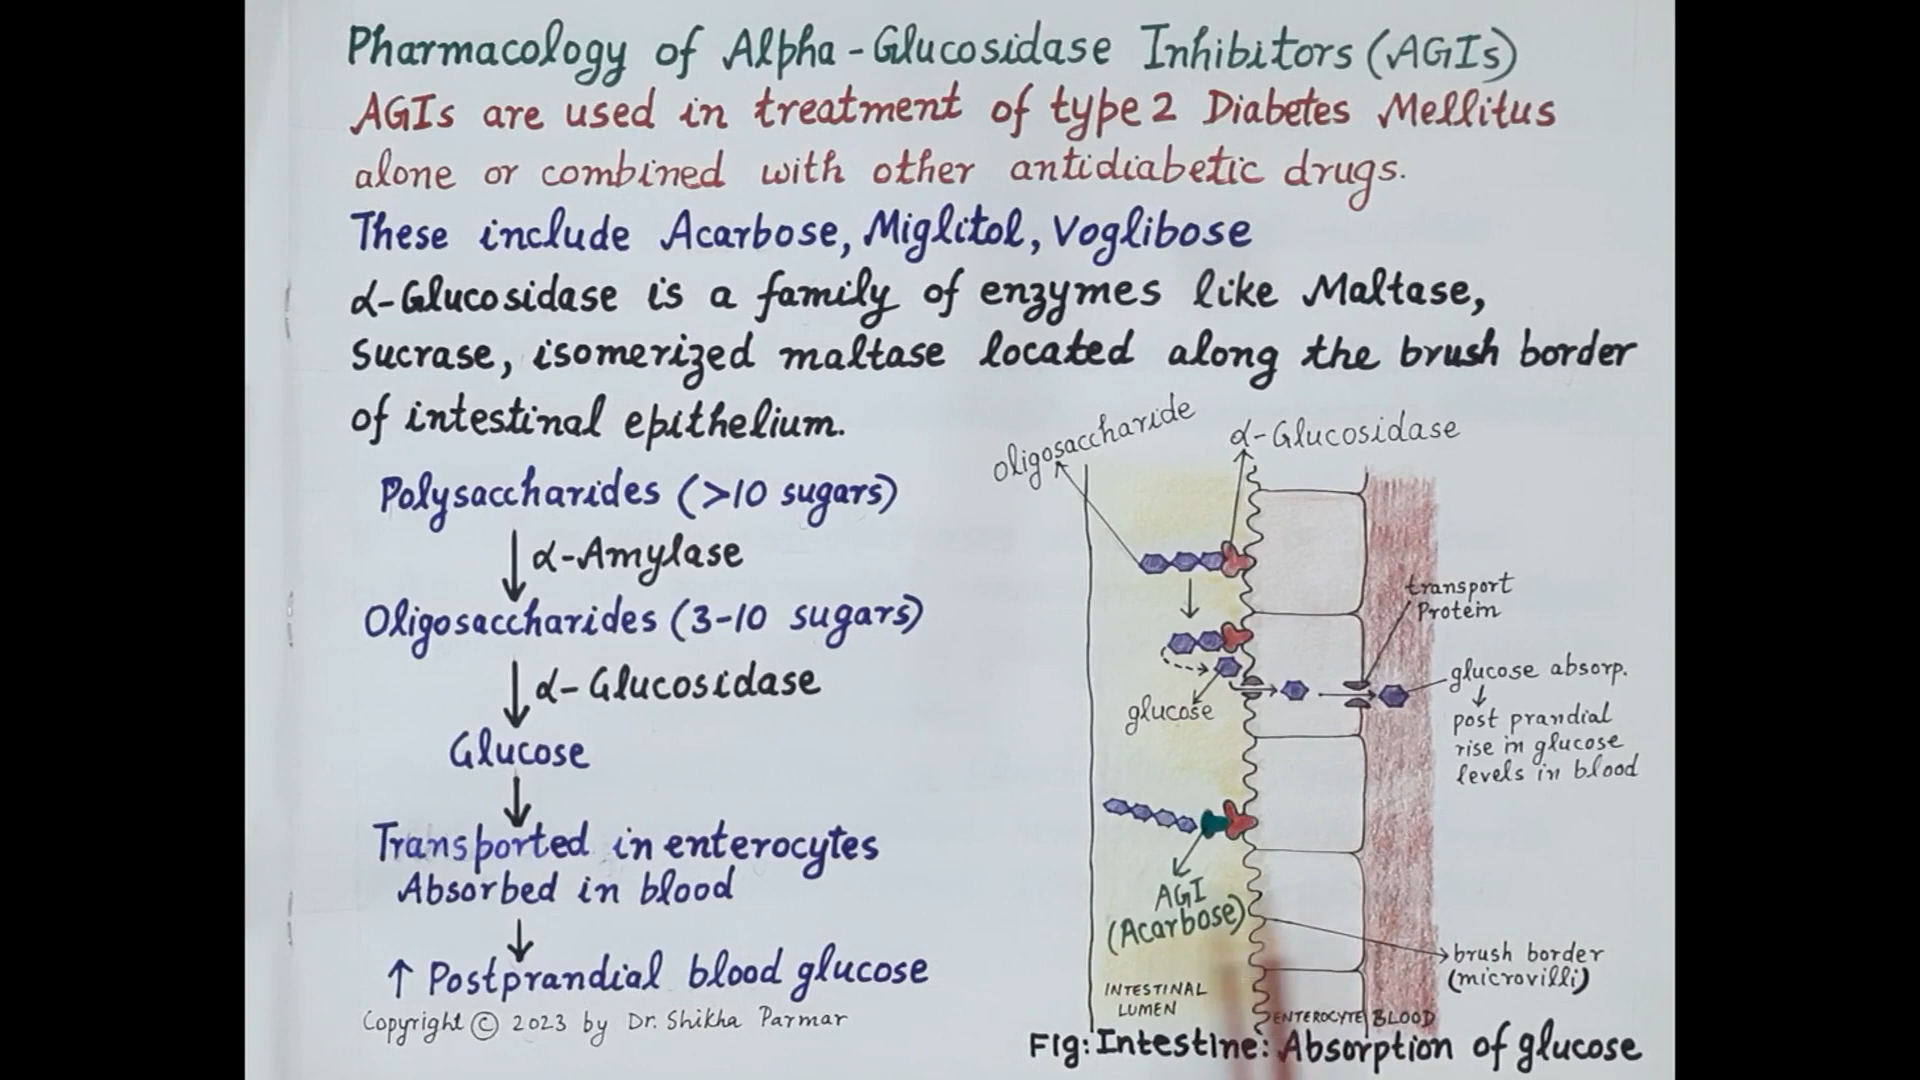 Pharmacology of Alpha-Glucosidase Inhibitors (AGIs)
AGIs are used in treatment of type 2 Diabetes Mellitus
alone or combined with other antidiabetic drugs.
These include Acarbose, Miglitol, Voglibose
α-Glucosidase is a family of enzymes like Maltase,
Sucrase, isomerized maltase located along the brush border
of intestinal epithelium.
Polysaccharides (>10 sugars)
↓ α-Amylase
Oligosaccharides (3-10 sugars)
↓ α-Glucosidase
Glucose
↓
Transported in enterocytes
Absorbed in blood
↓
↑ Postprandial blood glucose
Copyright © 2023 by Dr. Shikha Parmar
oligosaccharide
α-Glucosidase
transport
Protein
glucose
glucose absorp.
↓
post prandial
rise in glucose
levels in blood
AGI
(Acarbose)
brush border
(microvilli)
INTESTINAL
LUMEN
ENTEROCYTE
BLOOD
Fig: Intestine: Absorption of glucose